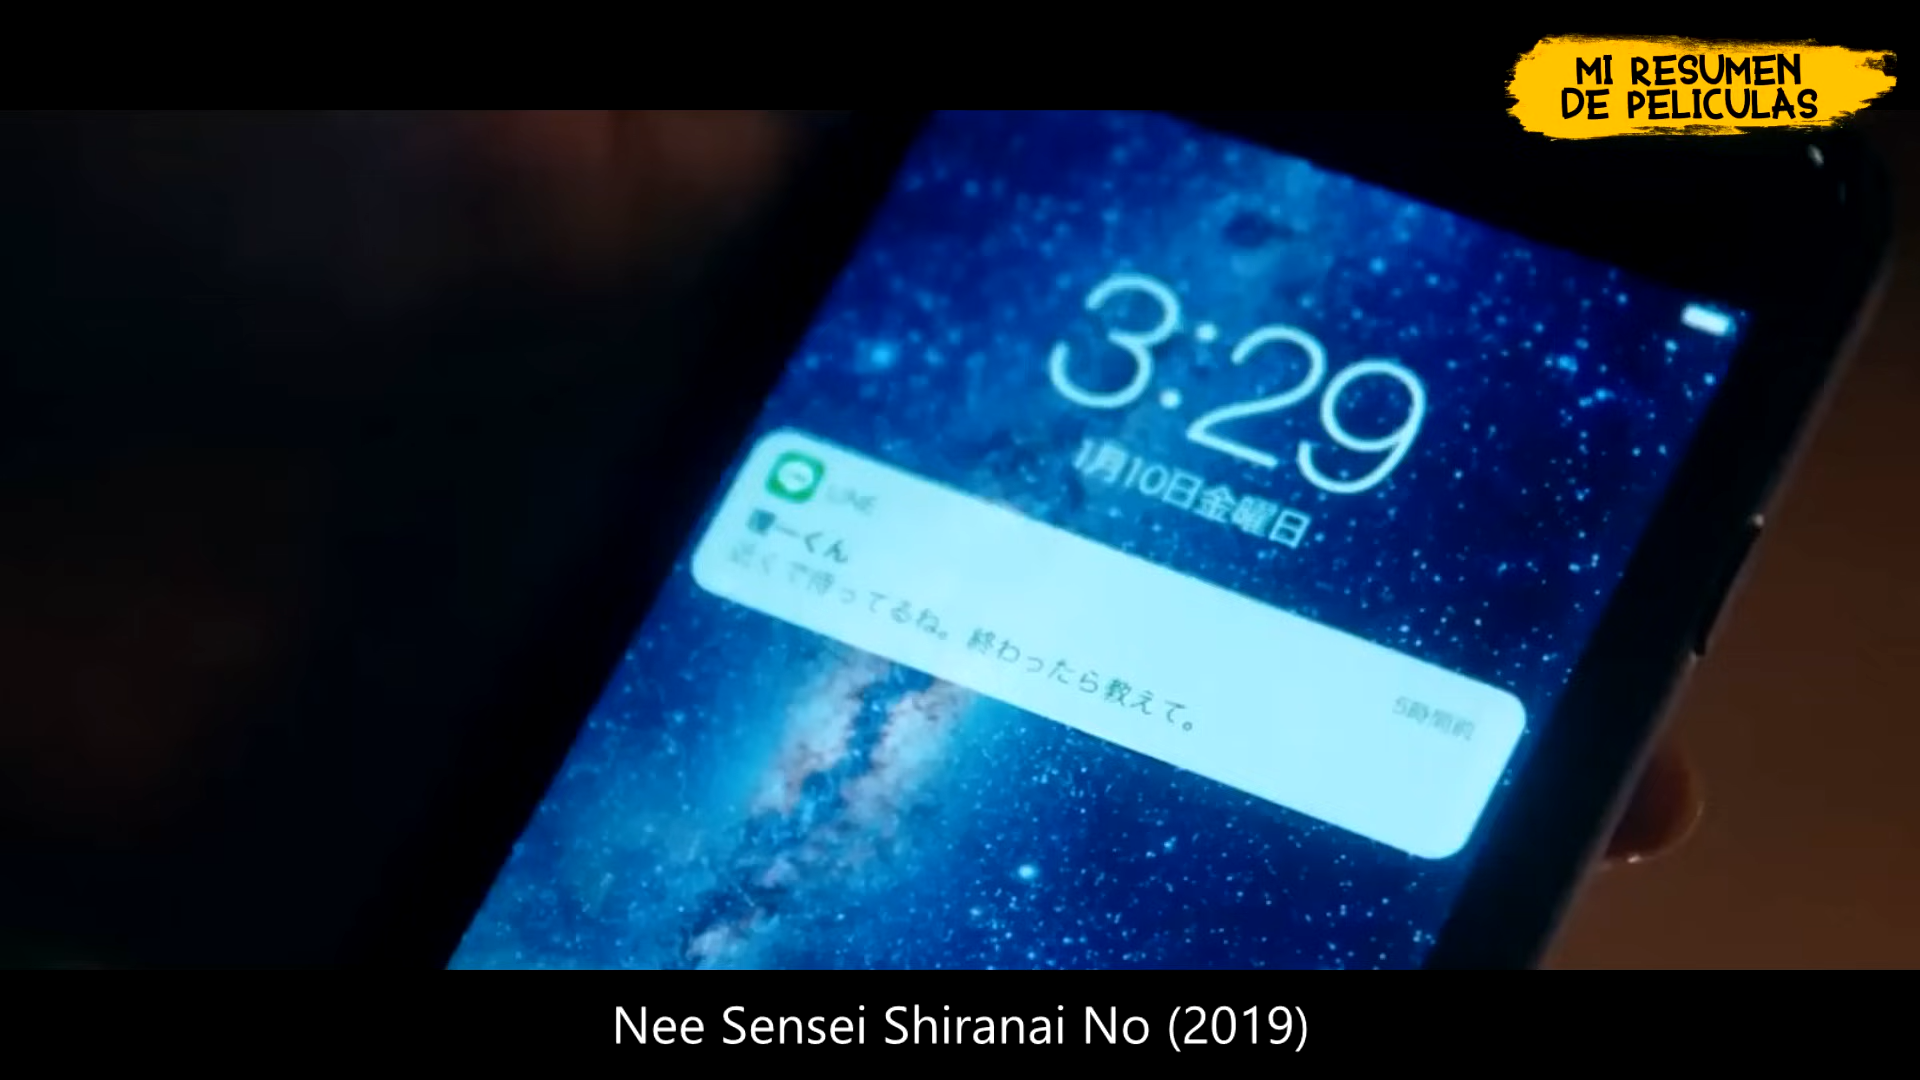 MI RESUMEN
DE PELICULAS
3:29
1月10日金曜日
LINE
一くん
近くで待ってるね。終わったら教えて。
5時間前
Nee Sensei Shiranai No (2019)